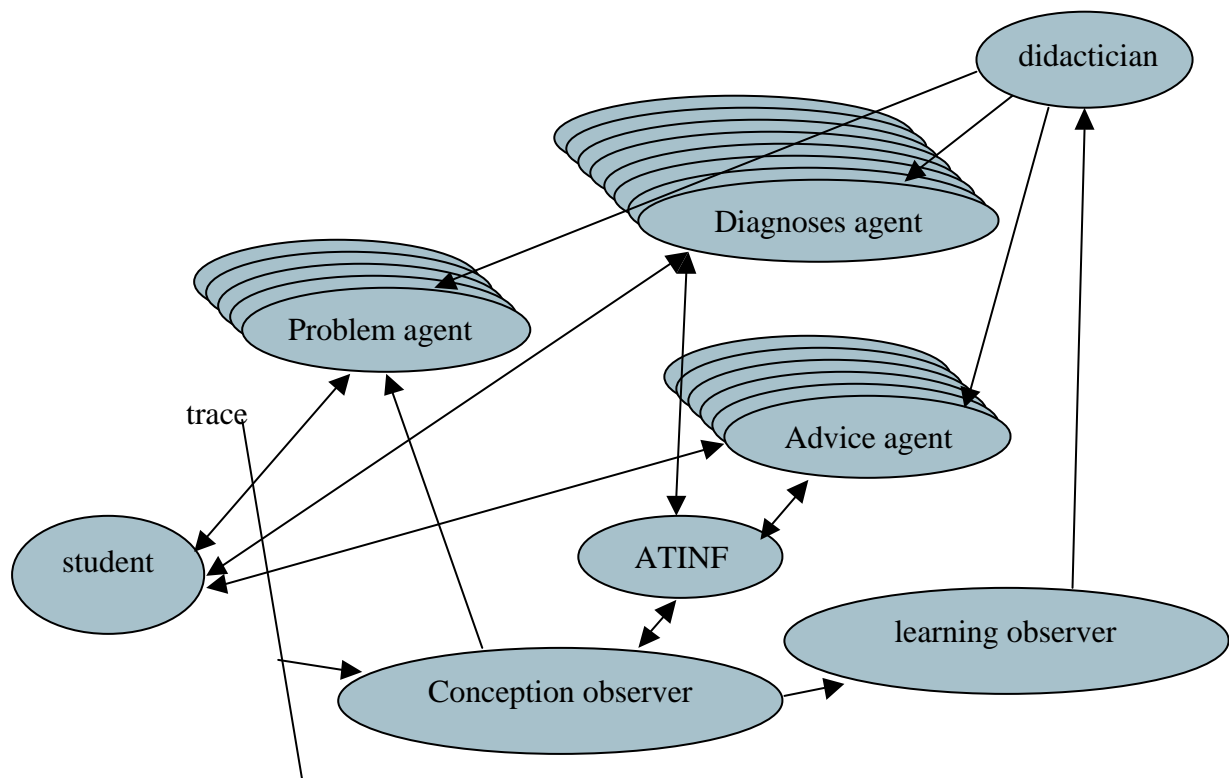 didactician
Diagnoses agent
Problem agent
trace
Advice agent
student
ATINF
learning observer
Conception observer